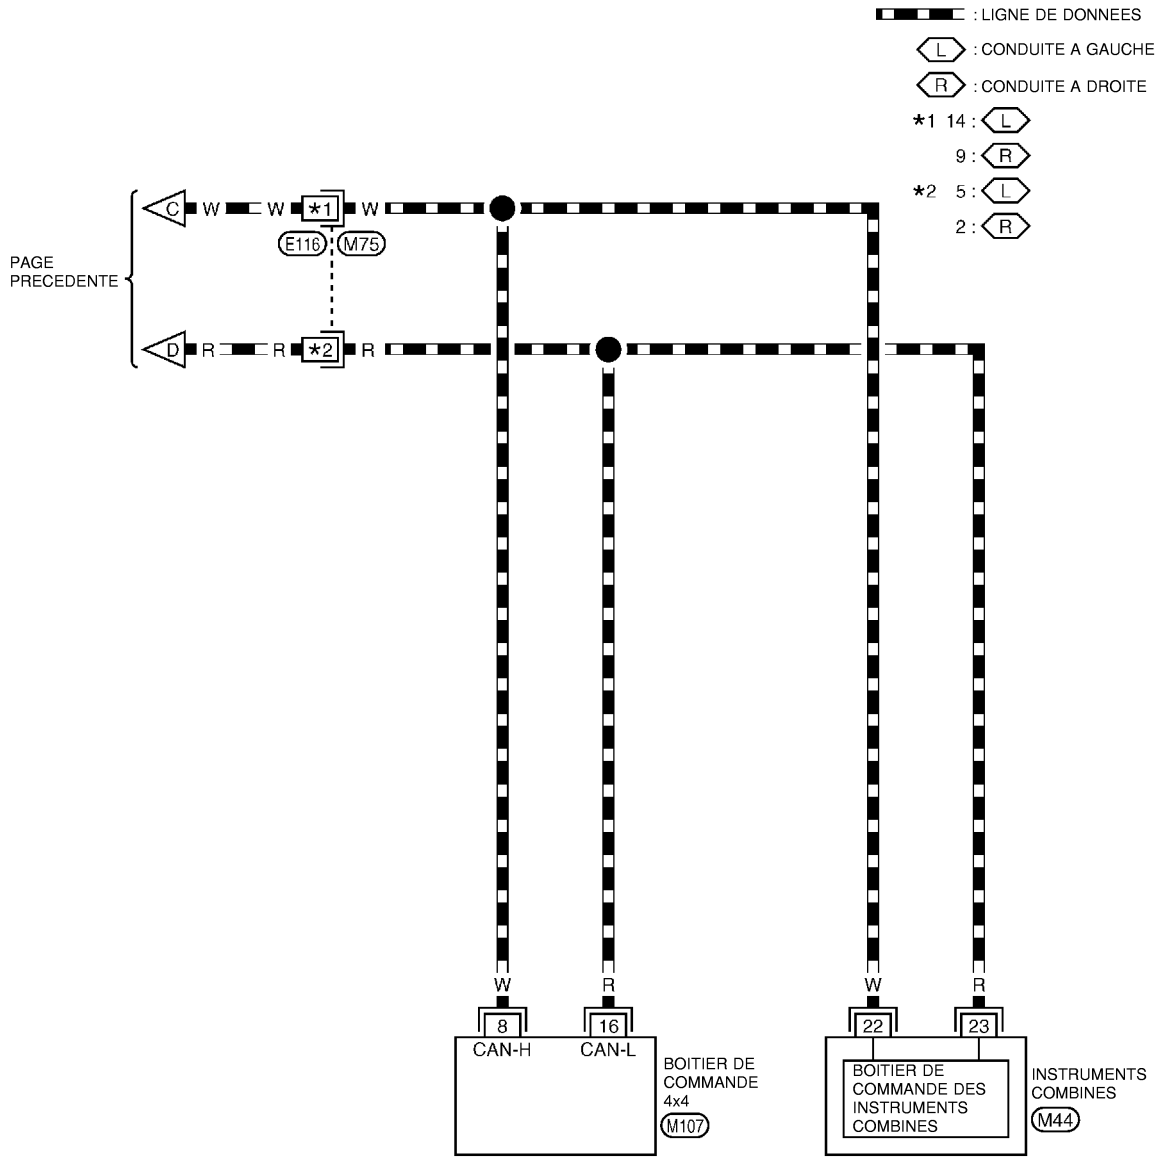 : LIGNE DE DONNEES
L : CONDUITE A GAUCHE
R : CONDUITE A DROITE
*1 14 : L
9 : R
*2 5 : L
2 : R
PAGE
PRECEDENTE
C W W *1 W
E116 M75
D R R *2 R
W R W R
8 16 22 23
CAN-H CAN-L
BOITIER DE
COMMANDE
4x4
M107
BOITIER DE
COMMANDE DES
INSTRUMENTS
COMBINES
INSTRUMENTS
COMBINES
M44